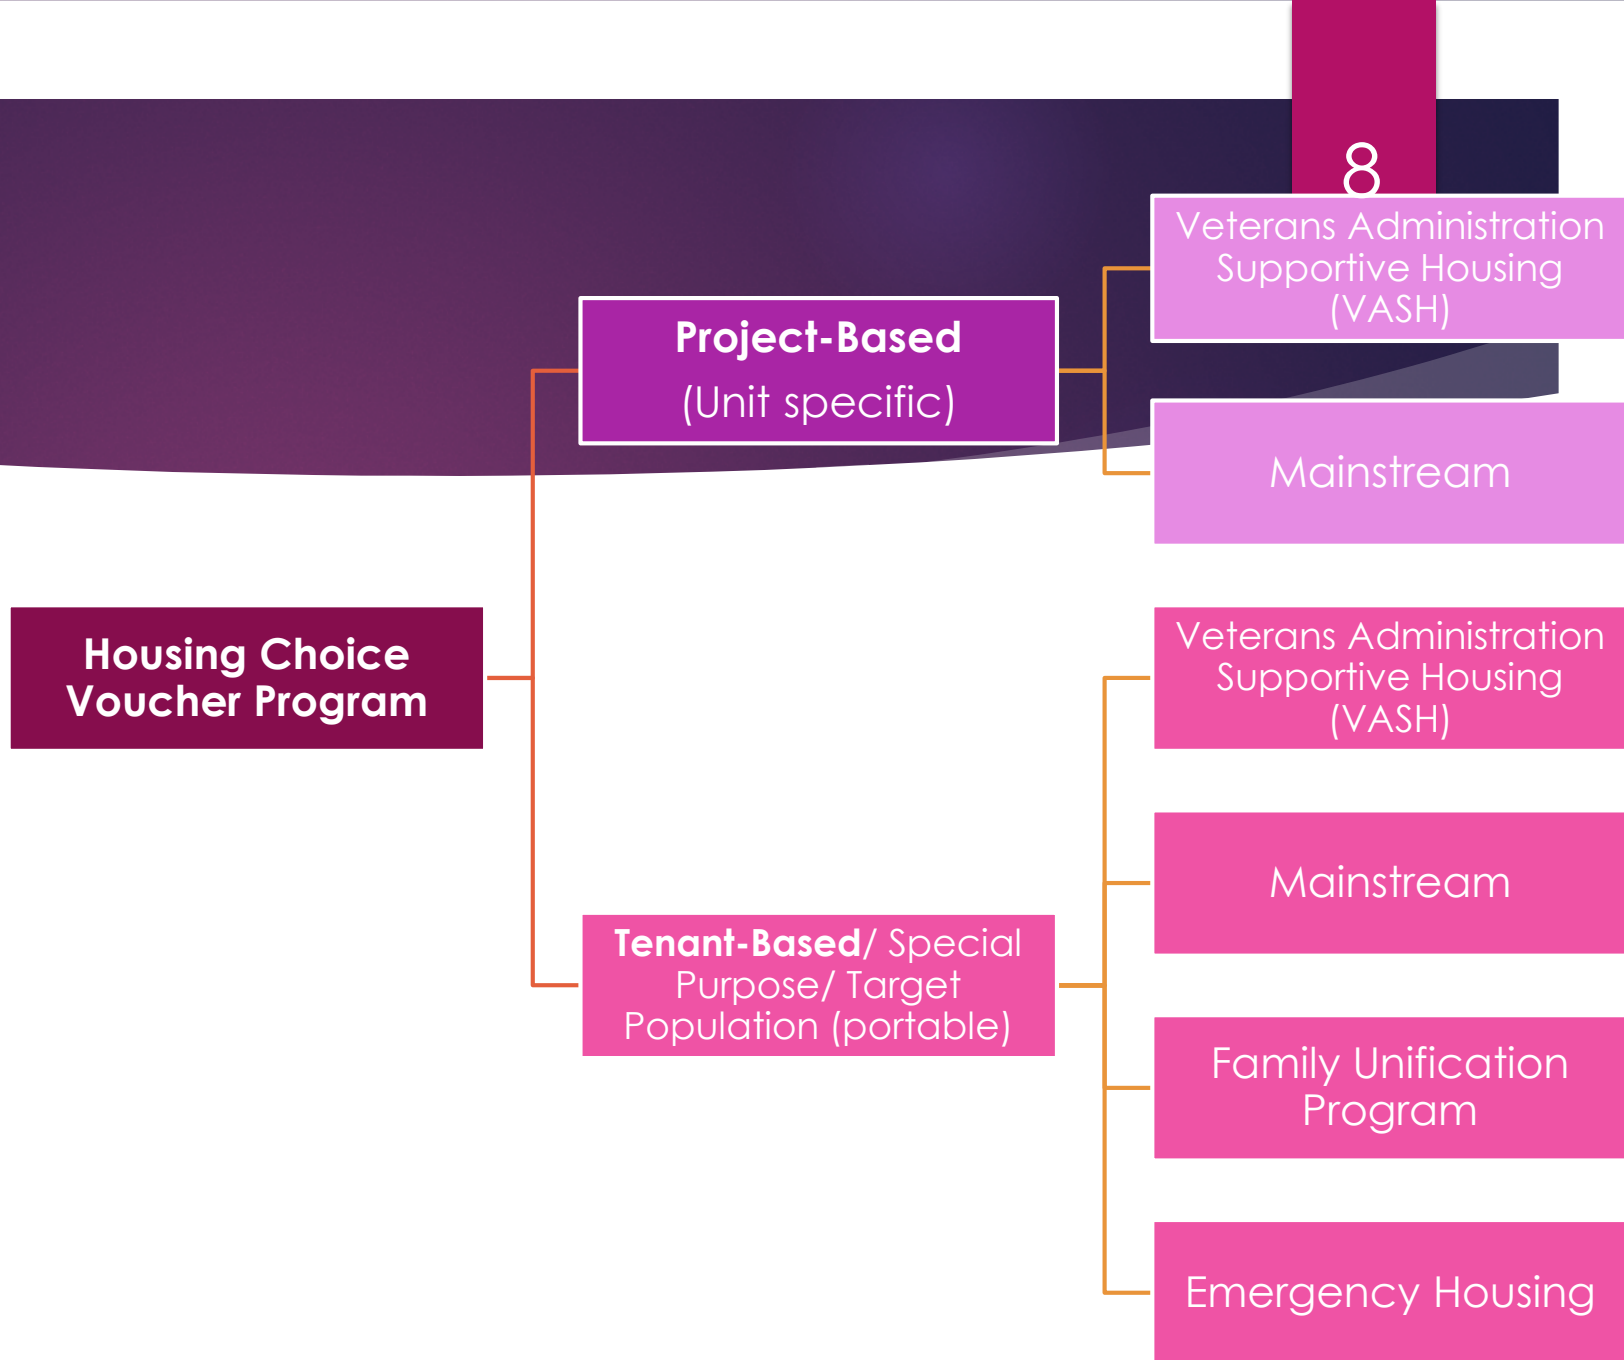 8
Veterans Administration
Supportive Housing
(VASH)
Project-Based
(Unit specific)
Mainstream
Housing Choice
Voucher Program
Veterans Administration
Supportive Housing
(VASH)
Mainstream
Tenant-Based/ Special
Purpose/ Target
Population (portable)
Family Unification
Program
Emergency Housing